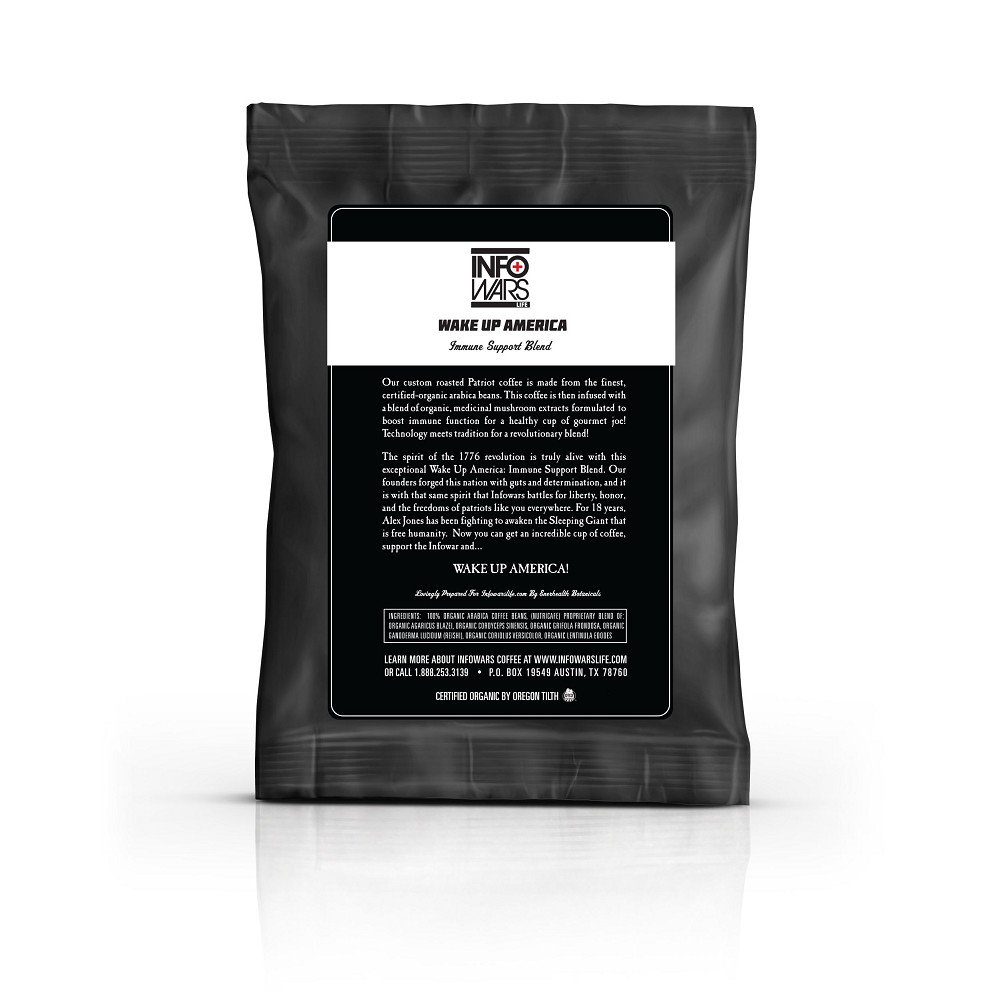 INFO
WARS
LIFE
WAKE UP AMERICA
Immune Support Blend
Our custom roasted Patriot coffee is made from the finest,
certified-organic arabica beans. This coffee is then infused with
a blend of organic, medicinal mushroom extracts formulated to
boost immune function for a healthy cup of gourmet joe!
Technology meets tradition for a revolutionary blend!
The spirit of the 1776 revolution is truly alive with this
exceptional Wake Up America: Immune Support Blend. Our
founders forged this nation with guts and determination, and it
is with that same spirit that Infowars battles for liberty, honor,
and the freedoms of patriots like you everywhere. For 18 years,
Alex Jones has been fighting to awaken the Sleeping Giant that
is free humanity. Now you can get an incredible cup of coffee,
support the Infowar and...
WAKE UP AMERICA!
Lovingly Prepared For Infowarslife.com By Enerhealth Botanicals
INGREDIENTS: 100% ORGANIC ARABICA COFFEE BEANS, (NUTRICAFE) PROPRIETARY BLEND OF:
ORGANIC AGARICUS BLAZEI, ORGANIC CORDYCEPS SINENSIS, ORGANIC GRIFOLA FRONDOSA, ORGANIC
GANODERMA LUCIDUM (REISHI), ORGANIC CORIOLUS VERSICOLOR, ORGANIC LENTINULA EDODES
LEARN MORE ABOUT INFOWARS COFFEE AT WWW.INFOWARSLIFE.COM
OR CALL 1.888.253.3139 • P.O. BOX 19549 AUSTIN, TX 78760
CERTIFIED ORGANIC BY OREGON TILTH